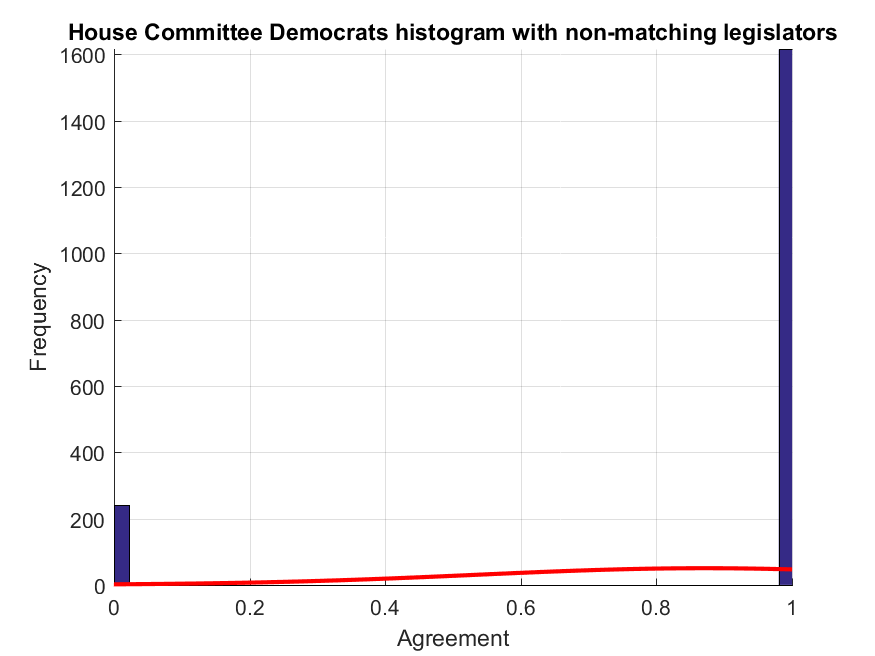 House Committee Democrats histogram with non-matching legislators
1600
1400
1200
1000
800
600
400
200
0
Frequency
0 0.2 0.4 0.6 0.8 1
Agreement